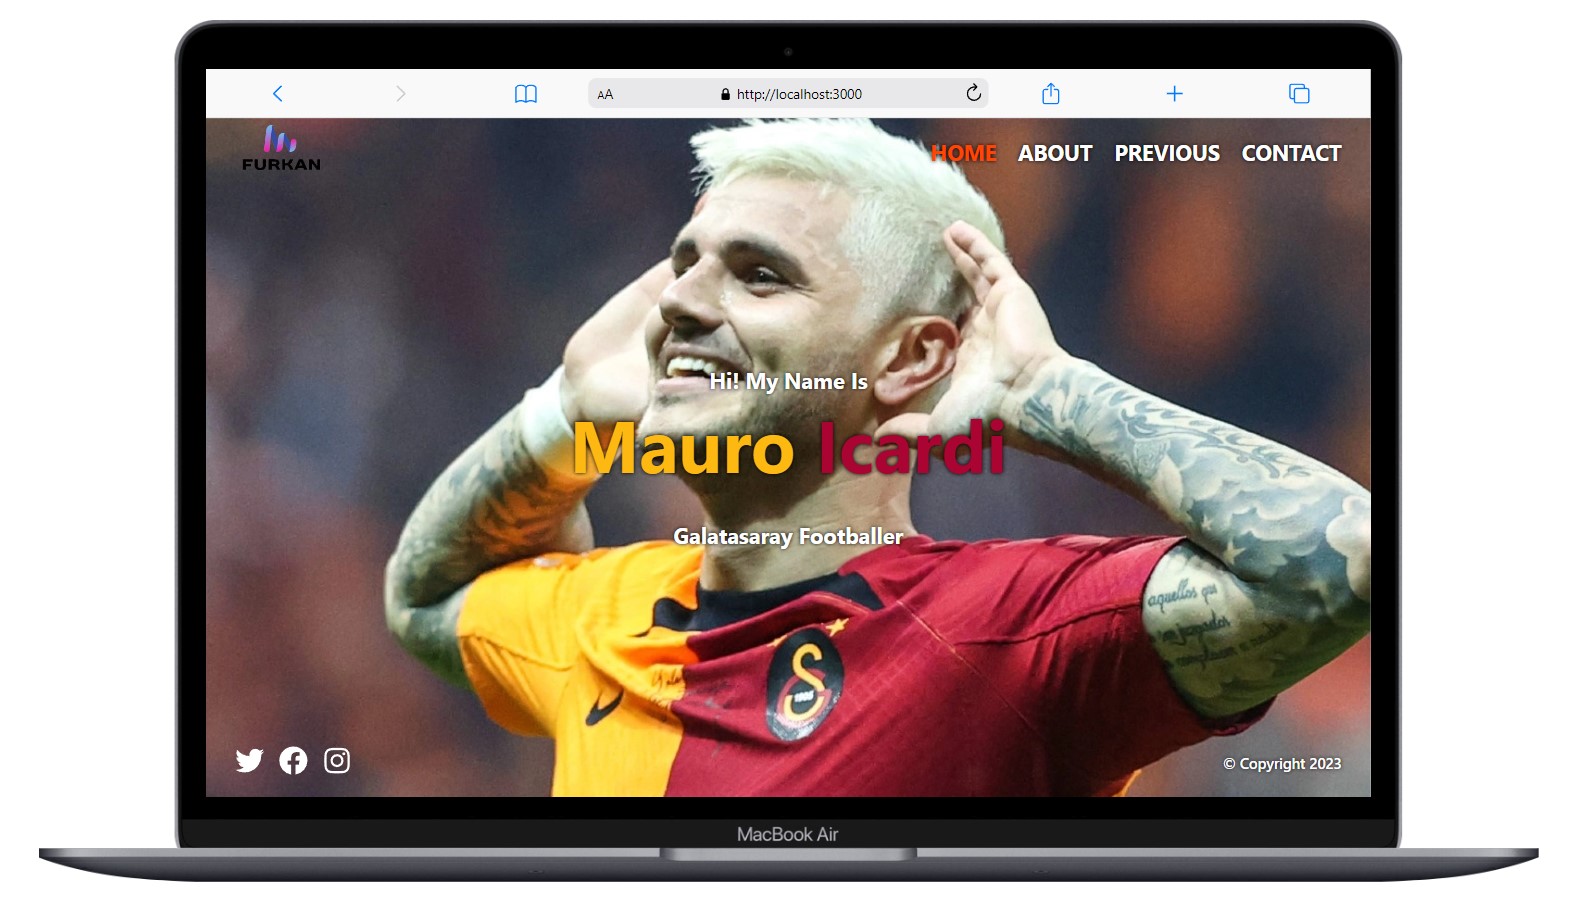 AA http://localhost:3000
FURKAN
HOME ABOUT PREVIOUS CONTACT
Hi! My Name Is
Mauro Icardi
Galatasaray Footballer
aquellos que
1905
© Copyright 2023
MacBook Air